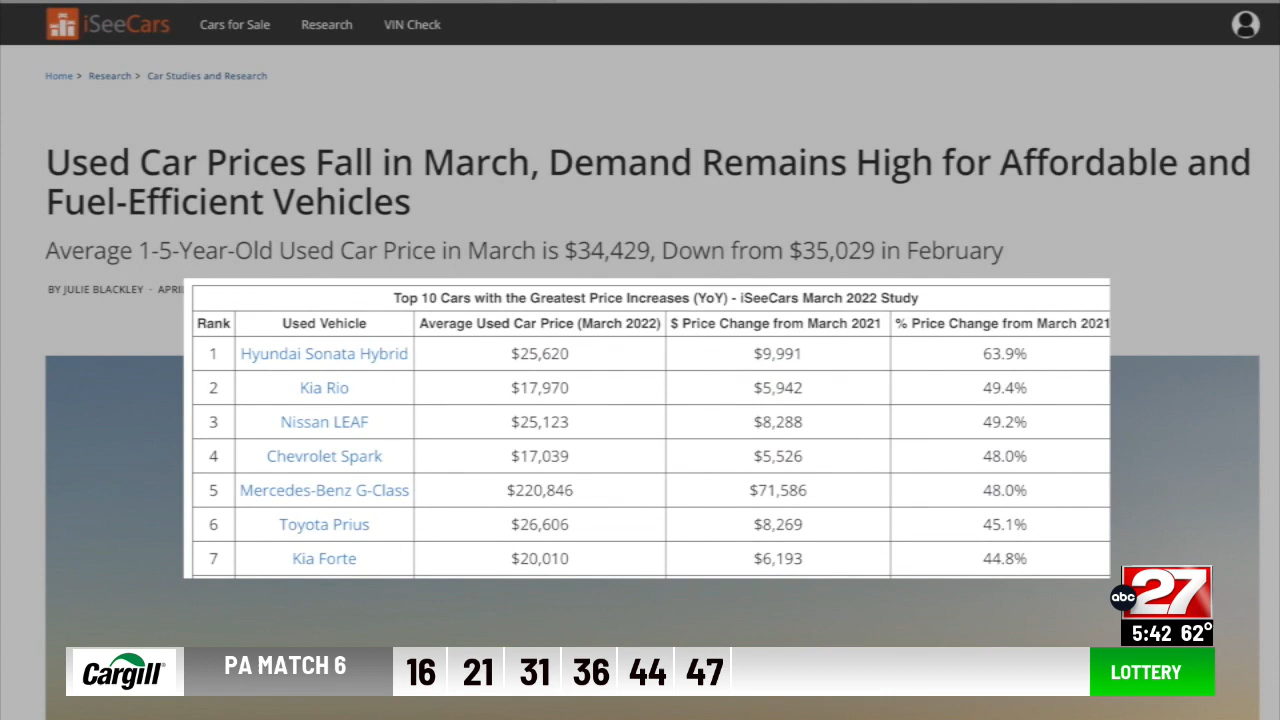 iSeeCars Cars for Sale Research VIN Check
Home > Research > Car Studies and Research
Used Car Prices Fall in March, Demand Remains High for Affordable and
Fuel-Efficient Vehicles
Average 1-5-Year-Old Used Car Price in March is $34,429, Down from $35,029 in February
BY JULIE BLACKLEY · APRI
Top 10 Cars with the Greatest Price Increases (YoY) - iSeeCars March 2022 Study
Rank Used Vehicle Average Used Car Price (March 2022) $ Price Change from March 2021 % Price Change from March 2021
1 Hyundai Sonata Hybrid $25,620 $9,991 63.9%
2 Kia Rio $17,970 $5,942 49.4%
3 Nissan LEAF $25,123 $8,288 49.2%
4 Chevrolet Spark $17,039 $5,526 48.0%
5 Mercedes-Benz G-Class $220,846 $71,586 48.0%
6 Toyota Prius $26,606 $8,269 45.1%
7 Kia Forte $20,010 $6,193 44.8%
abc 27
5:42 62°
Cargill PA MATCH 6 16 21 31 36 44 47 LOTTERY